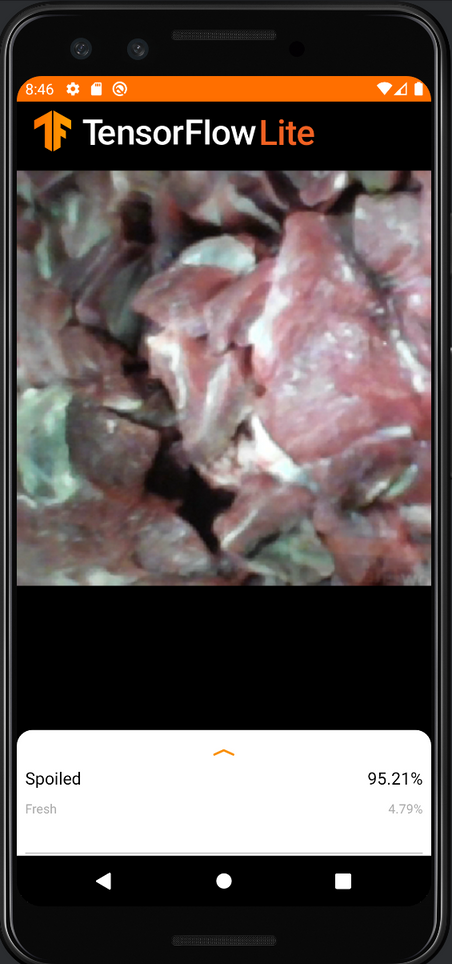 8:46
TensorFlow Lite
Spoiled 95.21%
Fresh 4.79%